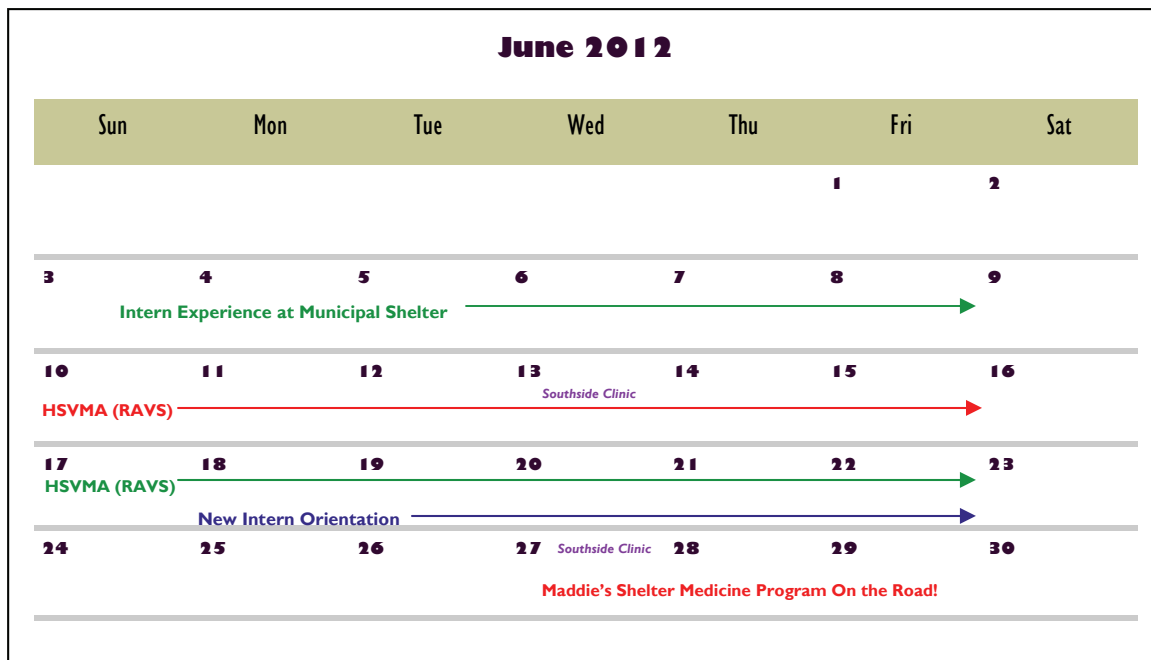 June 2012
Sun Mon Tue Wed Thu Fri Sat
1 2
3 4 5 6 7 8 9
Intern Experience at Municipal Shelter
10 11 12 13 14 15 16
Southside Clinic
HSVMA (RAVS)
17 18 19 20 21 22 23
HSVMA (RAVS)
New Intern Orientation
24 25 26 27 Southside Clinic 28 29 30
Maddie's Shelter Medicine Program On the Road!